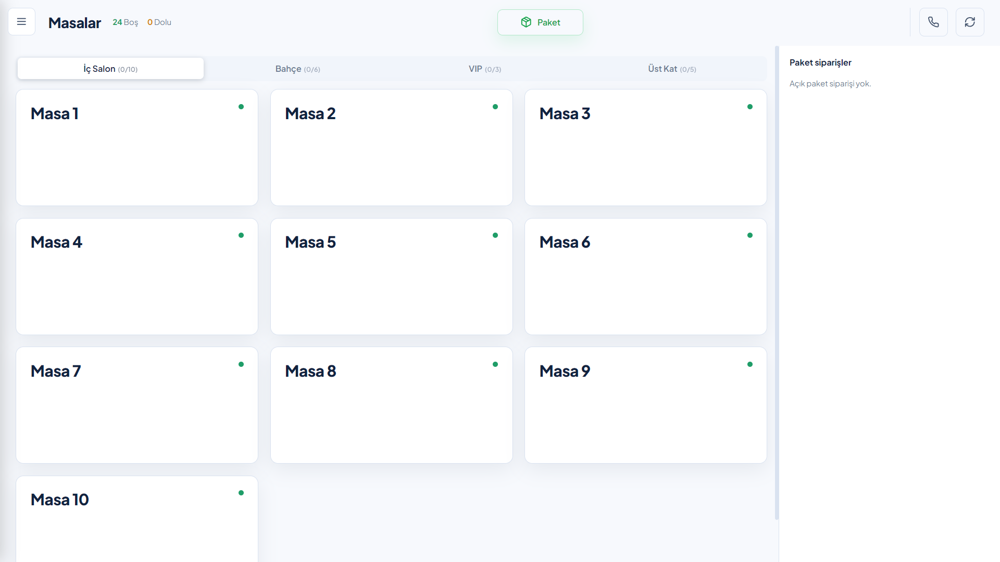 Masalar
24 Boş 0 Dolu
Paket
İç Salon (0/10)
Bahçe (0/6)
VIP (0/3)
Üst Kat (0/5)
Paket siparişler
Açık paket siparişi yok.
Masa 1
Masa 2
Masa 3
Masa 4
Masa 5
Masa 6
Masa 7
Masa 8
Masa 9
Masa 10